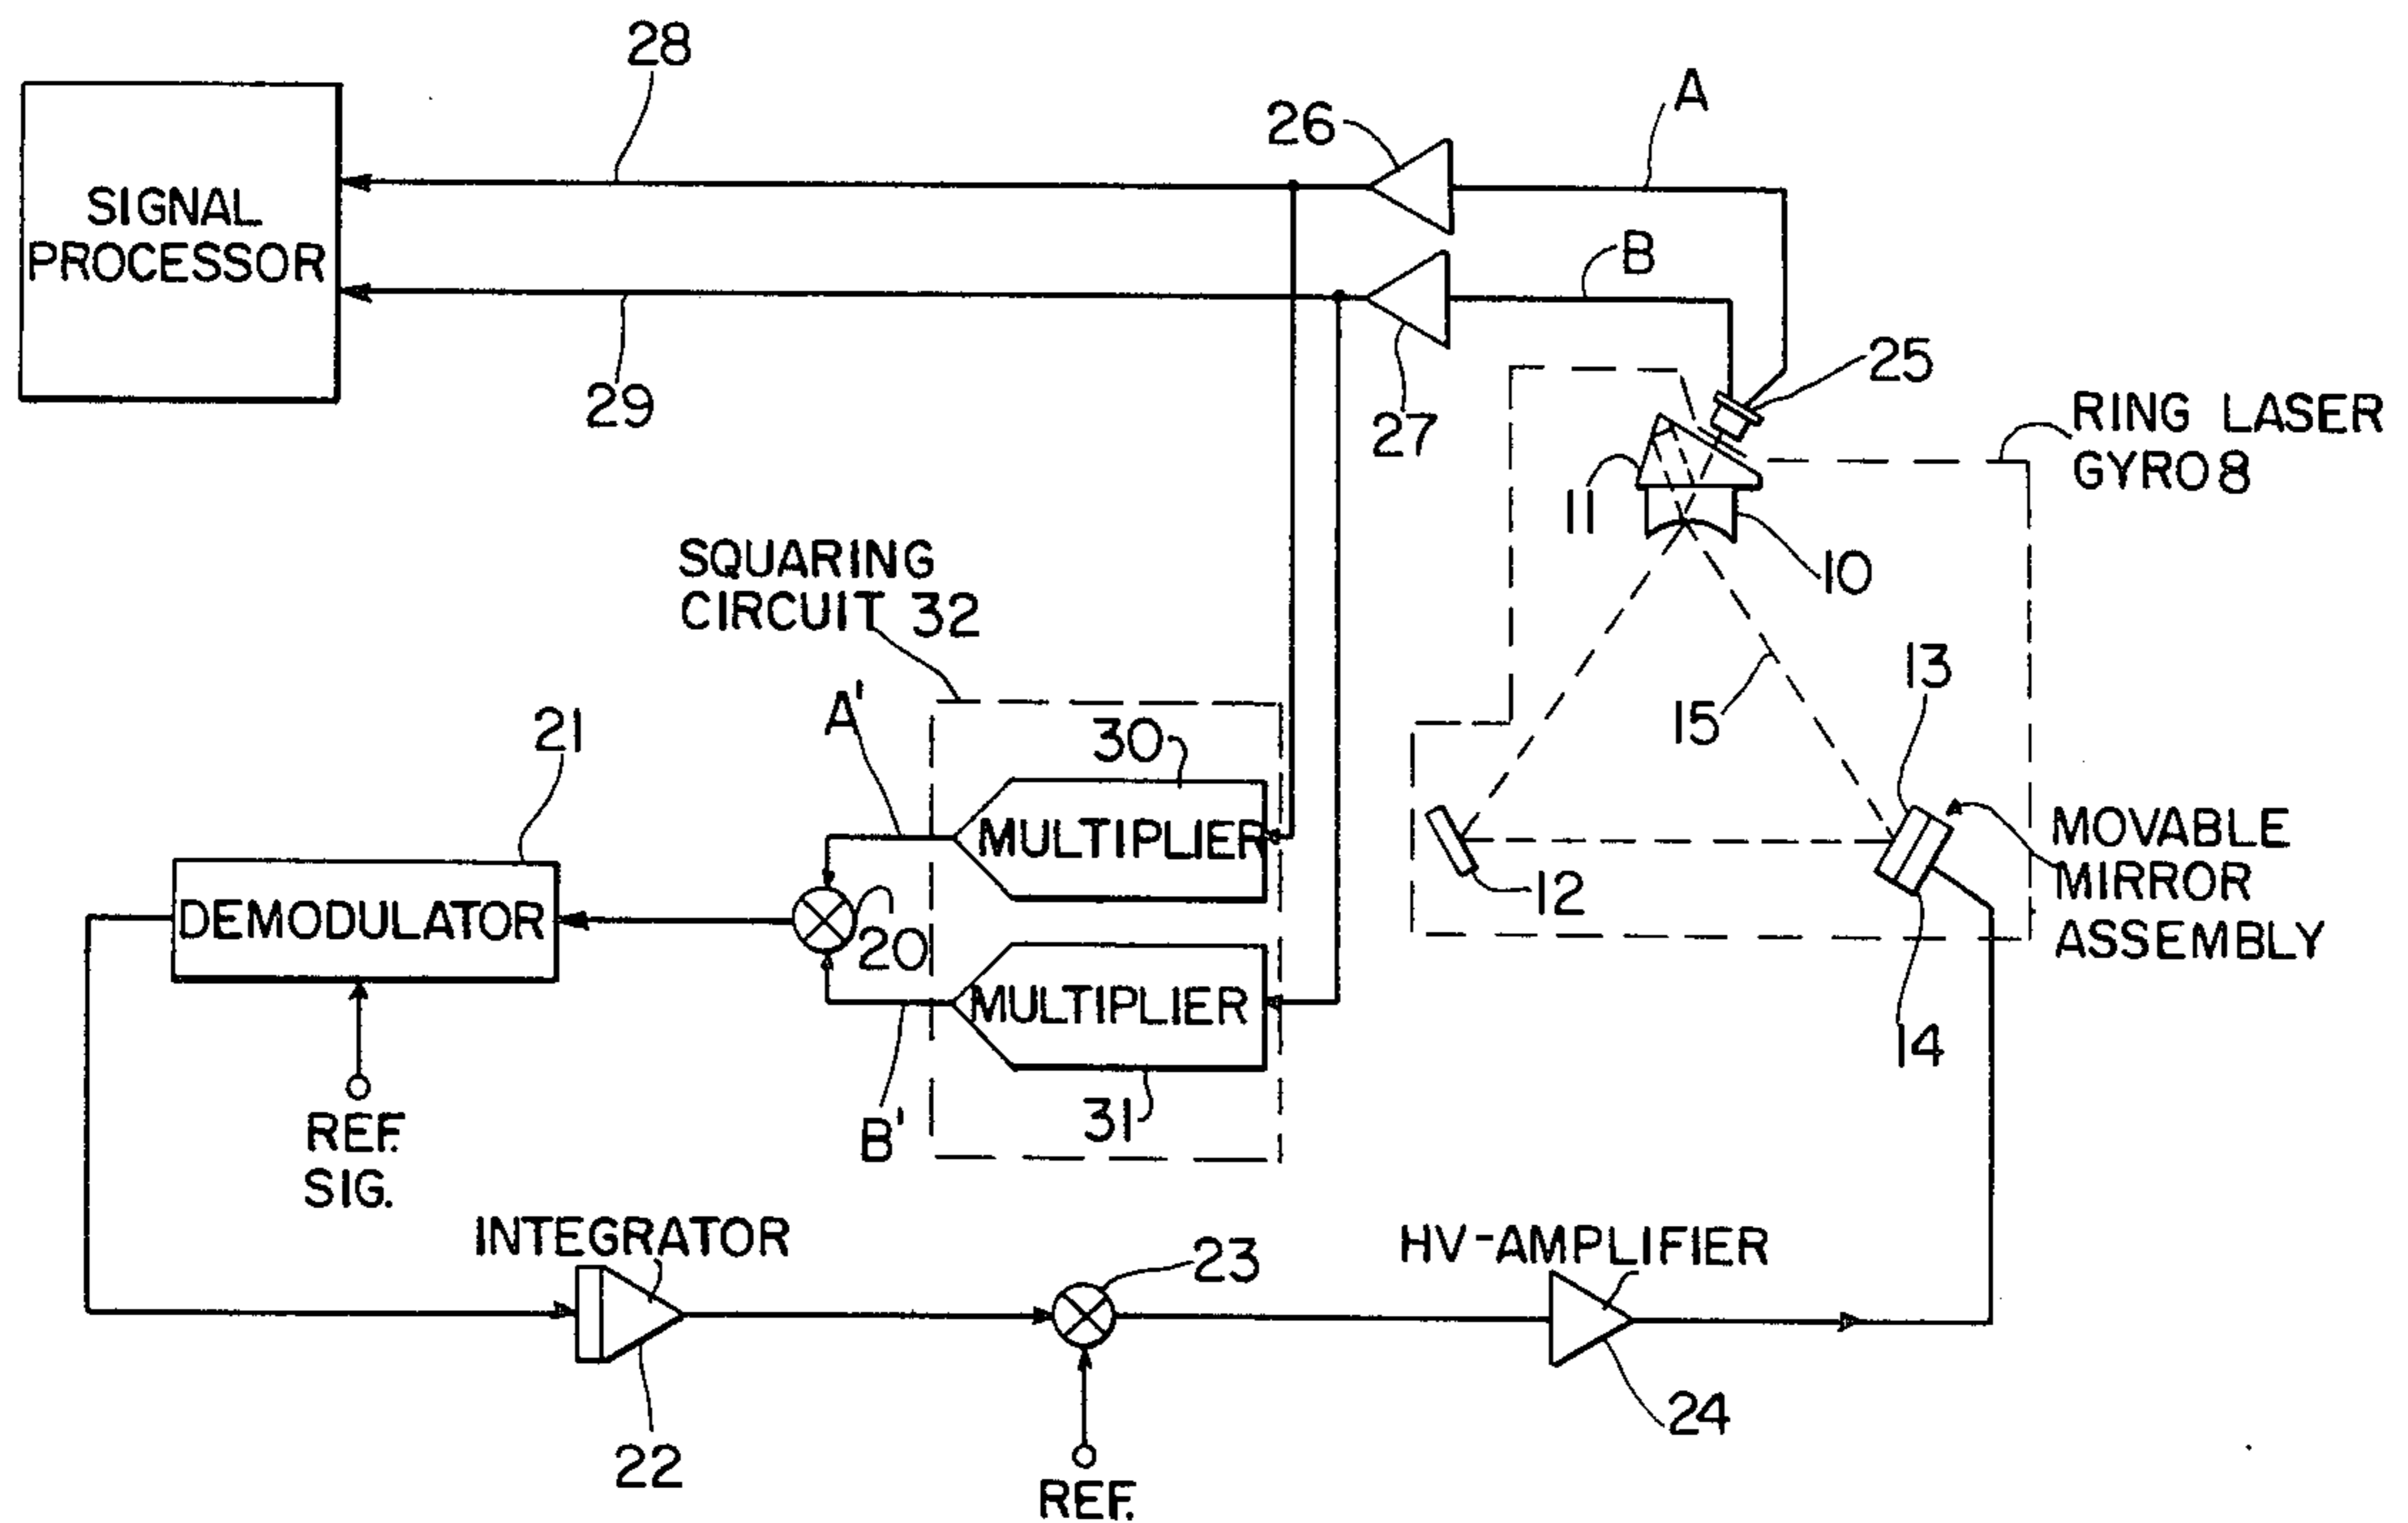 28
A
26
SIGNAL
PROCESSOR
B
25
29
27
RING LASER
GYRO 8
11
10
SQUARING
CIRCUIT 32
13
15
A'
30
21
MULTIPLIER
MOVABLE
MIRROR
ASSEMBLY
12
DEMODULATOR
20
MULTIPLIER
14
REF.
SIG.
B'
31
INTEGRATOR
23
HV-AMPLIFIER
22
24
REF.